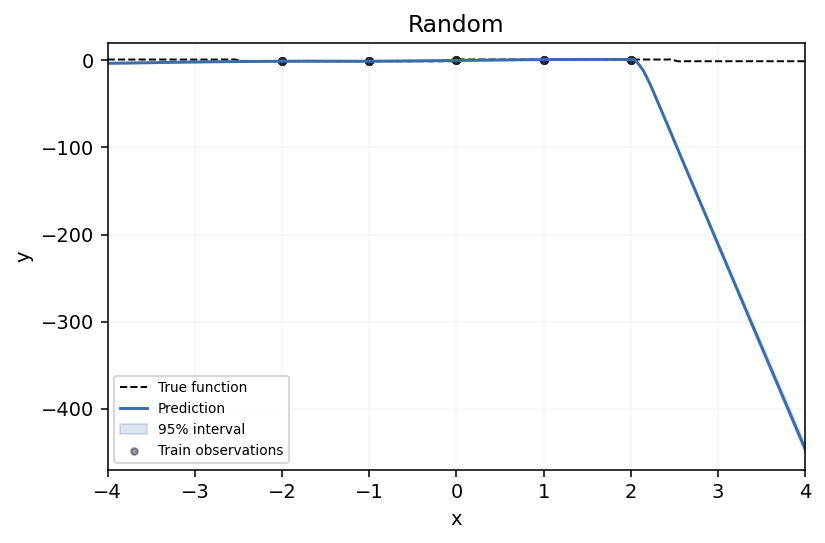 Random
0
−100
−200
−300
−400
y
True function
Prediction
95% interval
Train observations
−4 −3 −2 −1 0 1 2 3 4
x